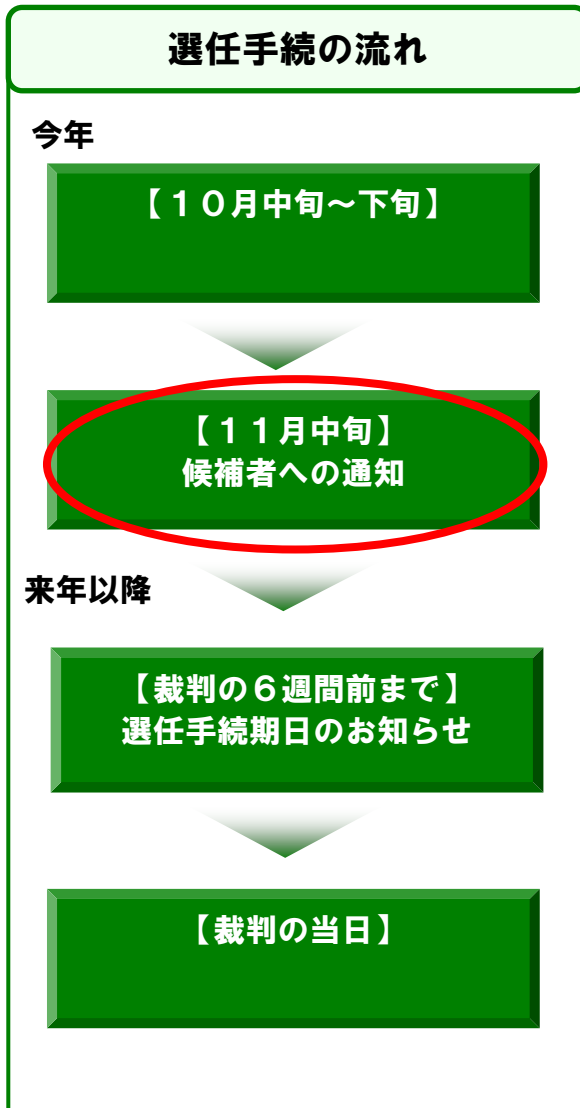 選任手続の流れ
今年
【１０月中旬～下旬】
【１１月中旬】
候補者への通知
来年以降
【裁判の６週間前まで】
選任手続期日のお知らせ
【裁判の当日】